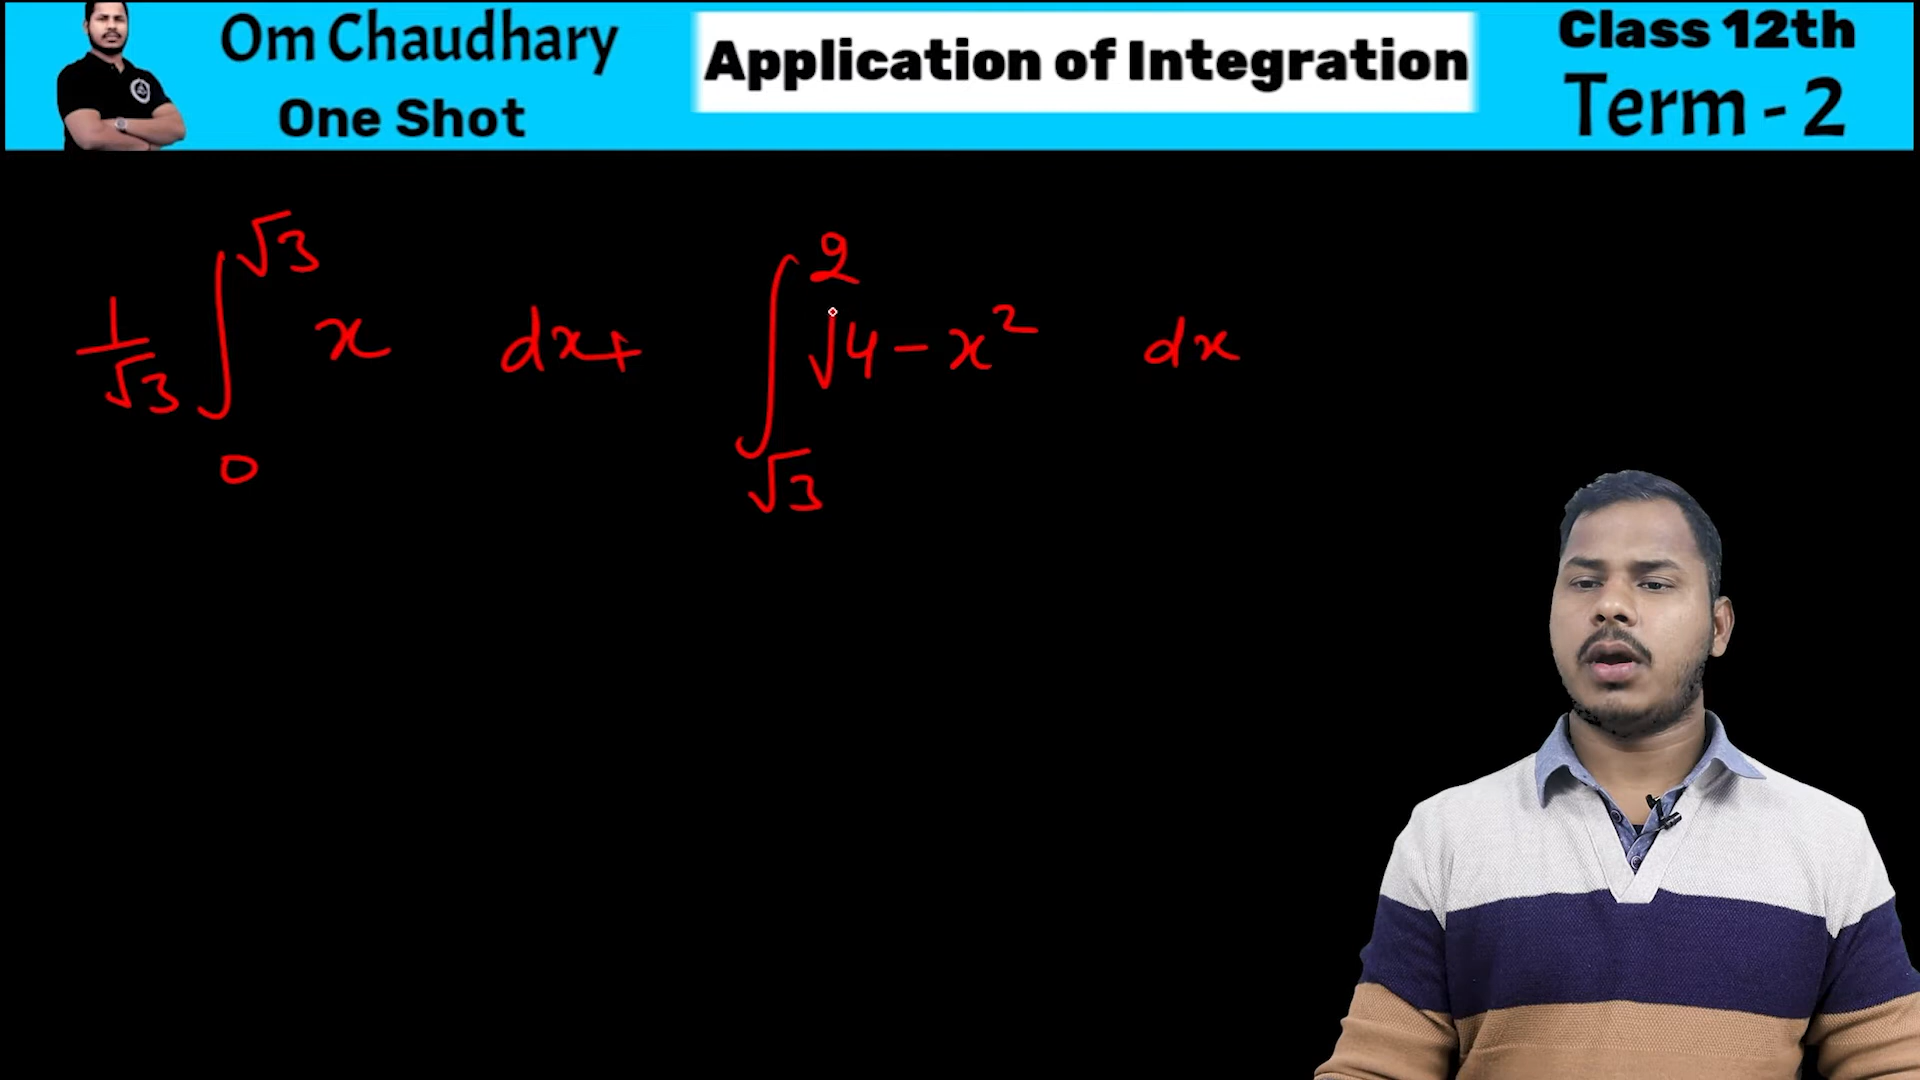 Om Chaudhary
One Shot
Application of Integration
Class 12th
Term - 2
1/√3 ∫₀^√3 x dx + ∫_√3^2 √4-x² dx